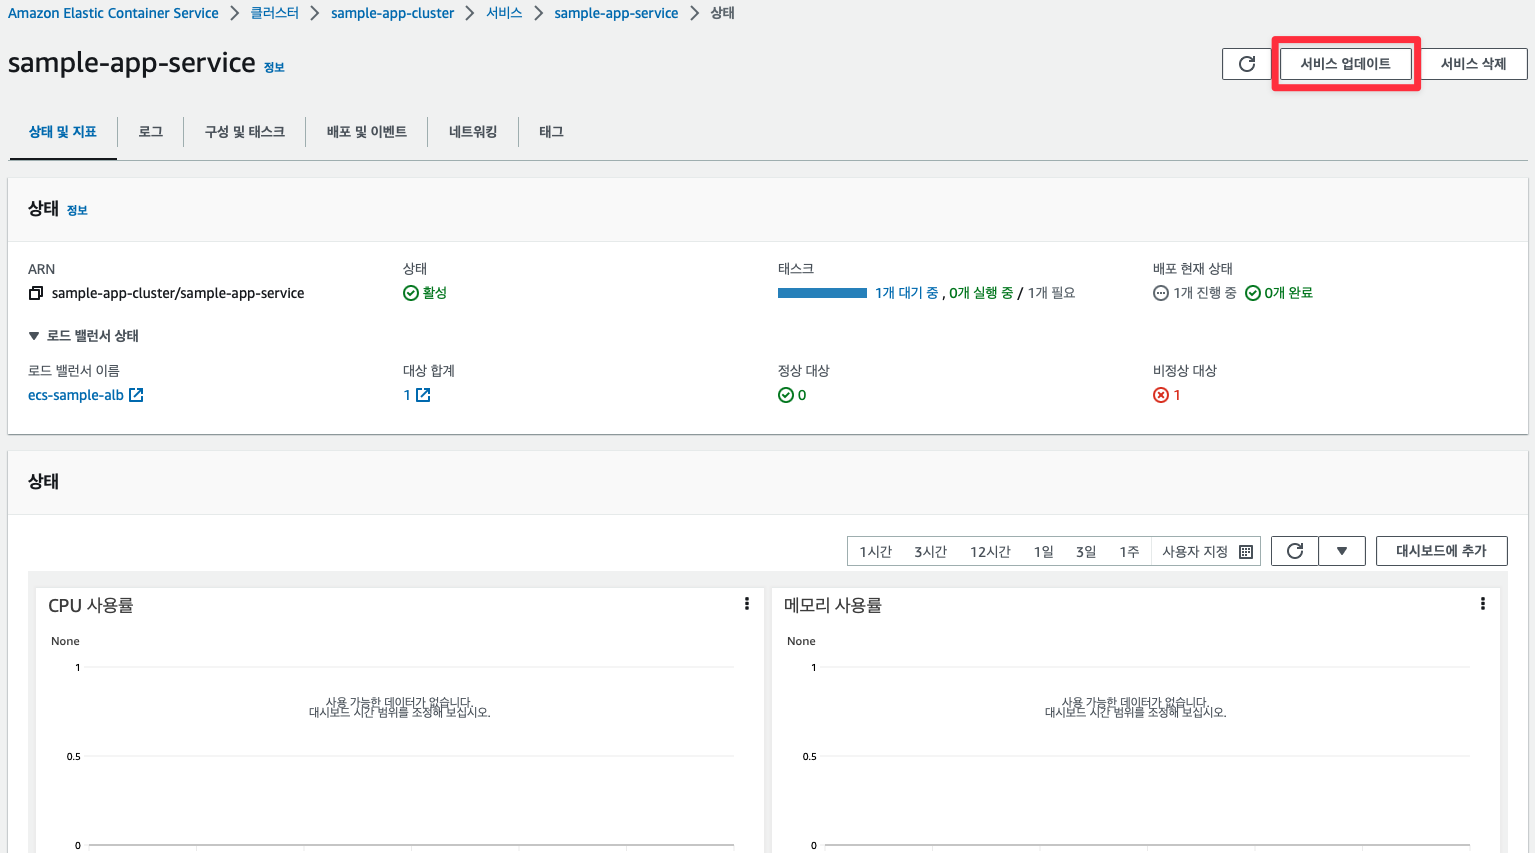 Amazon Elastic Container Service > 클러스터 > sample-app-cluster > 서비스 > sample-app-service > 상태
sample-app-service 정보
서비스 업데이트
서비스 삭제
상태 및 지표
로그
구성 및 태스크
배포 및 이벤트
네트워킹
태그
상태 정보
ARN
sample-app-cluster/sample-app-service
상태
활성
태스크
1개 대기 중 , 0개 실행 중 / 1개 필요
배포 현재 상태
1개 진행 중 0개 완료
로드 밸런서 상태
로드 밸런서 이름
ecs-sample-alb
대상 합계
1
정상 대상
0
비정상 대상
1
상태
1시간 3시간 12시간 1일 3일 1주 사용자 지정
대시보드에 추가
CPU 사용률
None
1
사용 가능한 데이터가 없습니다.
대시보드 시간 범위를 조정해 보십시오.
0.5
0
메모리 사용률
None
1
사용 가능한 데이터가 없습니다.
대시보드 시간 범위를 조정해 보십시오.
0.5
0